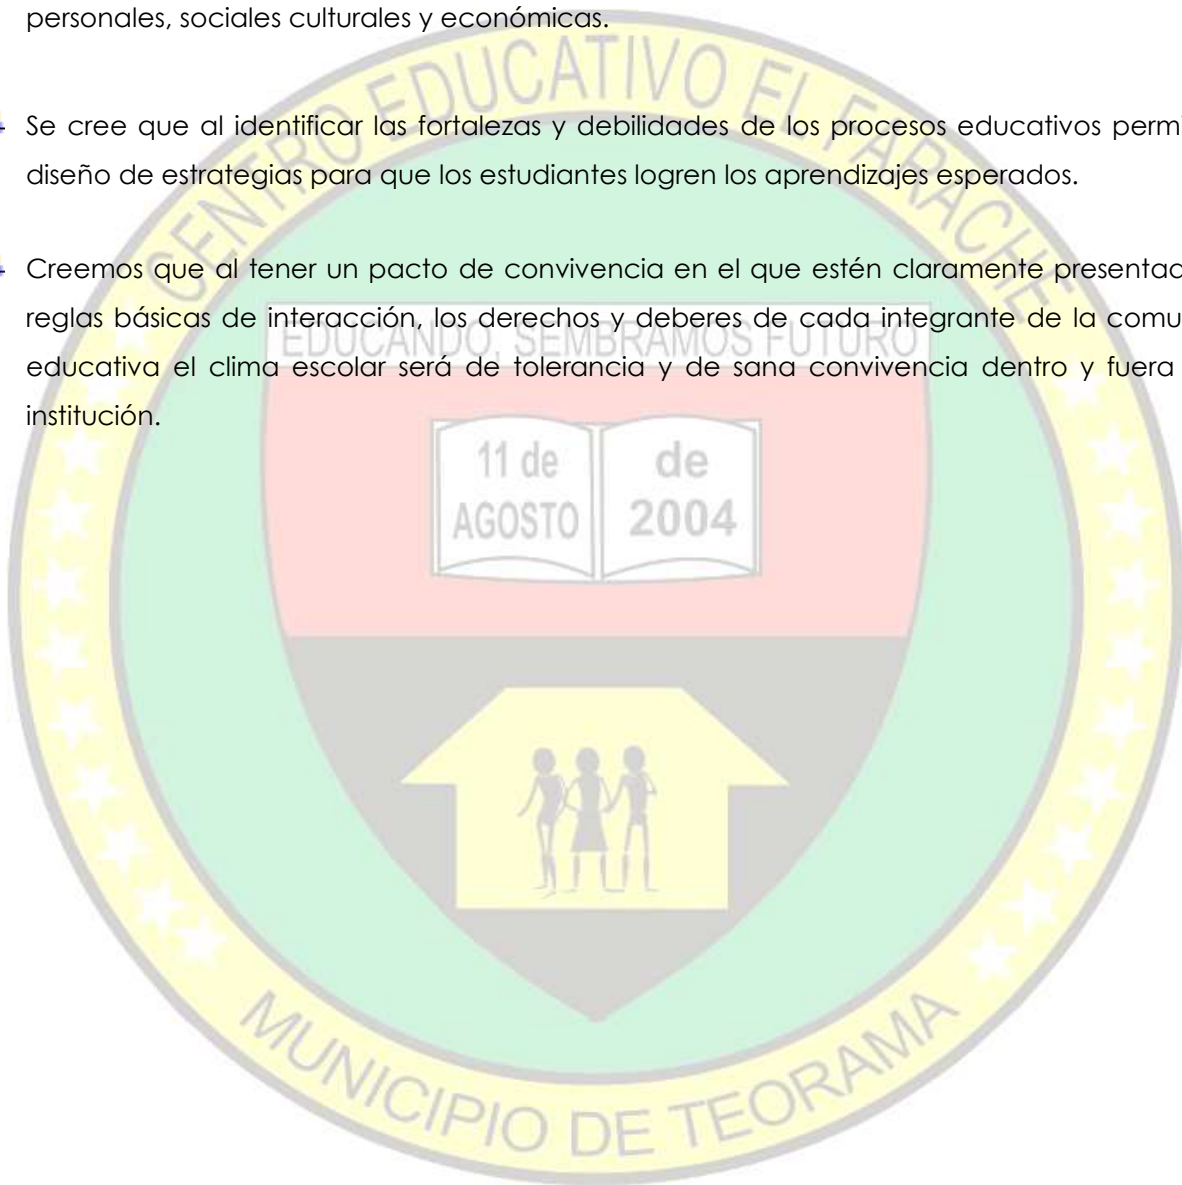 personales, sociales culturales y económicas.
Se cree que al identificar las fortalezas y debilidades de los procesos educativos
diseño de estrategias para que los estudiantes logren los aprendizajes esperados.
Creemos que al tener un pacto de convivencia en el que estén claramente
reglas básicas de interacción, los derechos y deberes de cada integrante de la
educativa el clima escolar será de tolerancia y de sana convivencia dentro y fuera
institución.
CENTRO EDUCATIVO EL FARACHE
EDUCANDO, SEMBRAMOS FUTURO
11 de de
AGOSTO 2004
MUNICIPIO DE TEORAMA